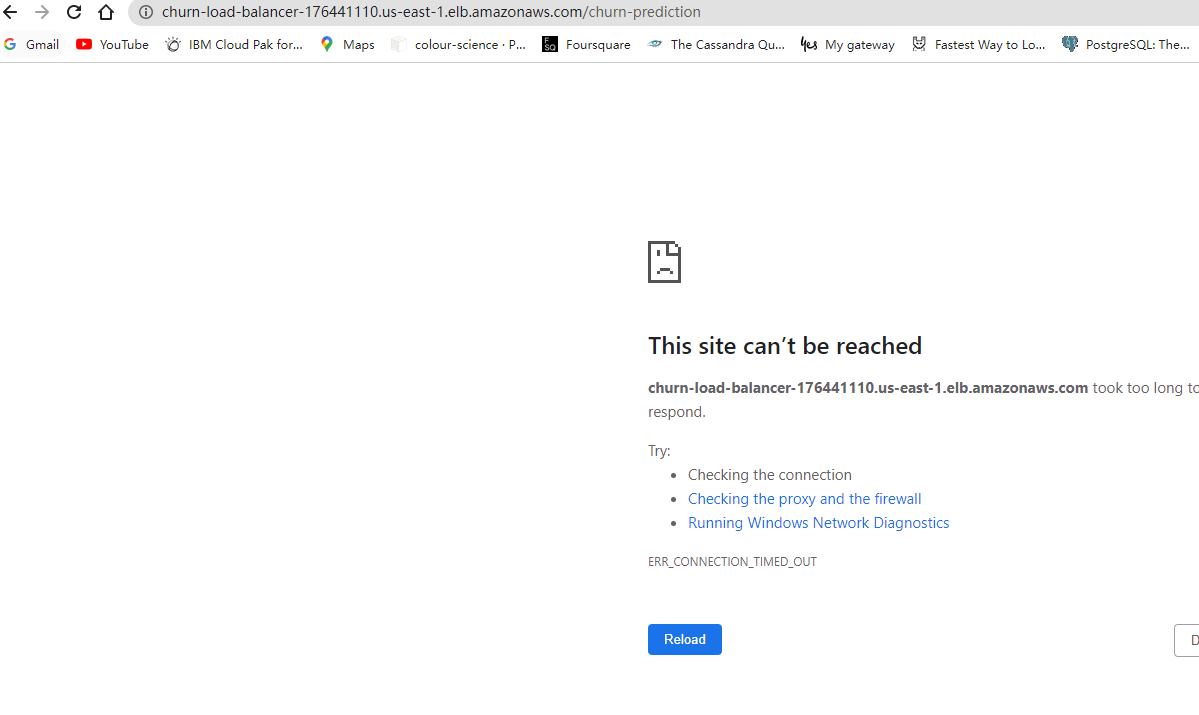 churn-load-balancer-176441110.us-east-1.elb.amazonaws.com/churn-prediction
Gmail YouTube IBM Cloud Pak for... Maps colour-science · P... FSQ Foursquare The Cassandra Qu... yes My gateway Fastest Way to Lo... PostgreSQL: The...
This site can’t be reached
churn-load-balancer-176441110.us-east-1.elb.amazonaws.com took too long to
respond.
Try:
• Checking the connection
• Checking the proxy and the firewall
• Running Windows Network Diagnostics
ERR_CONNECTION_TIMED_OUT
Reload D